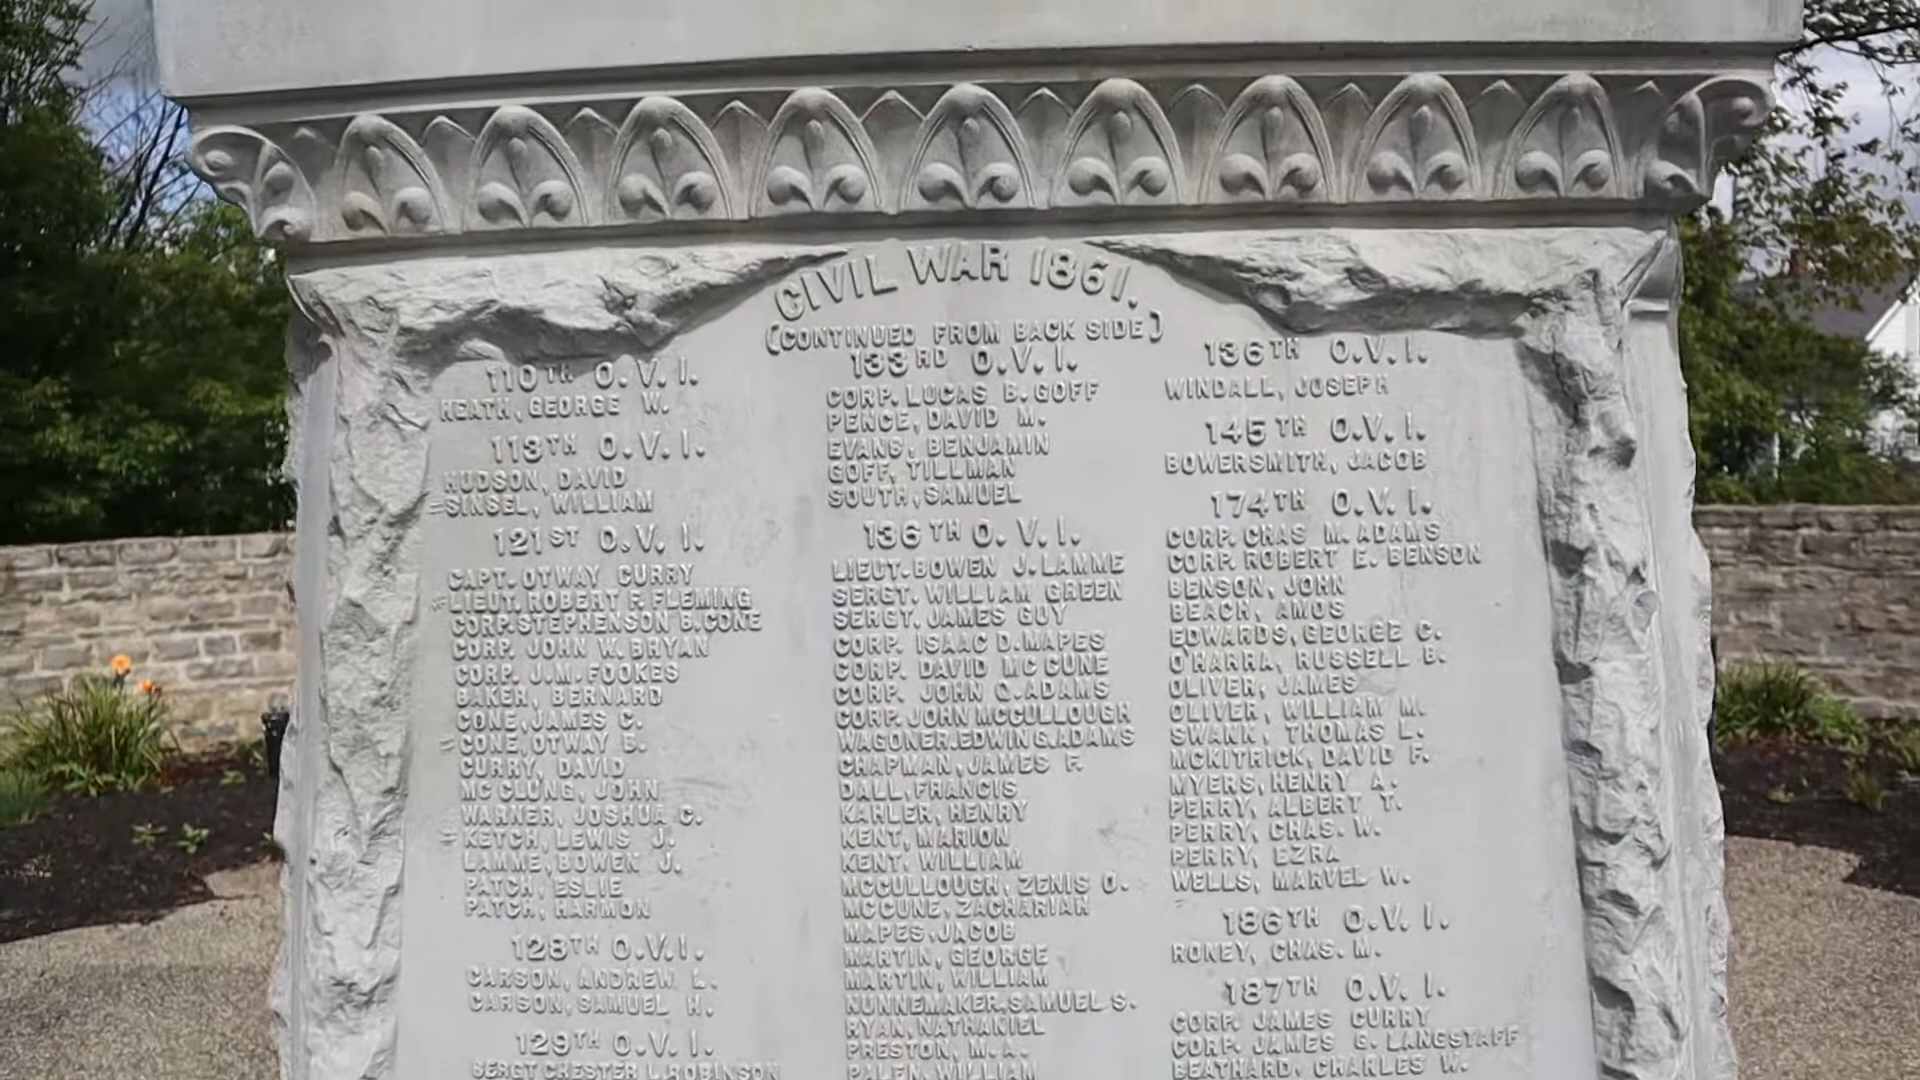 CIVIL WAR 1861.
(CONTINUED FROM BACK SIDE)
110TH O.V.I.
HEATH, GEORGE W.
113TH O.V.I.
HUDSON, DAVID
SINSEL, WILLIAM
121ST O.V.I.
CAPT. OTWAY CURRY
*LIEUT. ROBERT F. FLEMING
CORP. STEPHENSON B. CONE
CORP. JOHN W. BRYAN
CORP. J.M. FOOKES
BAKER, BERNARD
CONE, JAMES C.
CONE, OTWAY B.
CURRY, DAVID
MC CLUNG, JOHN
WARNER, JOSHUA C.
KETCH, LEWIS J.
LAMME, BOWEN J.
PATCH, ESLIE
PATCH, HARMON
128TH O.V.I.
CARSON, ANDREW L.
CARSON, SAMUEL H.
129TH O.V.I.
SERGT CHESTER L. ROBINSON
133RD O.V.I.
CORP. LUCAS B. GOFF
PENCE, DAVID M.
EVANS, BENJAMIN
GOFF, TILLMAN
SOUTH, SAMUEL
136TH O.V.I.
LIEUT. BOWEN J. LAMME
SERGT. WILLIAM GREEN
SERGT. JAMES GUY
CORP. ISAAC D. MAPES
CORP. DAVID MC CUNE
CORP. JOHN Q. ADAMS
CORP. JOHN MCCULLOUGH
WAGONER. EDWIN G. ADAMS
CHAPMAN, JAMES F.
DALL, FRANCIS
KAHLER, HENRY
KENT, MARION
KENT, WILLIAM
MCCULLOUGH, ZENIS O.
MC CUNE, ZACHARIAH
MAPES, JACOB
MARTIN, GEORGE
MARTIN, WILLIAM
NUNNEMAKER, SAMUEL S.
RYAN, NATHANIEL
PRESTON, M. A.
WILLIAM
136TH O.V.I.
WINDALL, JOSEPH
145TH O.V.I.
BOWERSMITH, JACOB
174TH O.V.I.
CORP. CHAS M. ADAMS
CORP. ROBERT E. BENSON
BENSON, JOHN
BEACH, AMOS
EDWARDS, GEORGE C.
O'HARRA, RUSSELL B.
OLIVER, JAMES
OLIVER, WILLIAM M.
SWANK, THOMAS L.
MCKITRICK, DAVID F.
MYERS, HENRY A.
PERRY, ALBERT T.
PERRY, CHAS. W.
PERRY, EZRA
WELLS, MARVEL W.
186TH O.V.I.
RONEY, CHAS. M.
187TH O.V.I.
CORP. JAMES CURRY
CORP. JAMES G. LANGSTAFF
BEATHARD, CHARLES W.